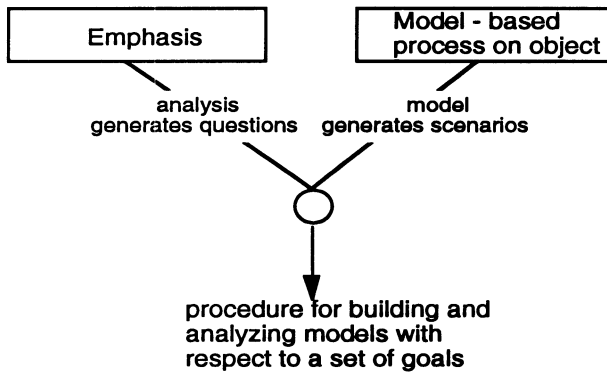 Emphasis
Model - based
process on object
analysis
generates questions
model
generates scenarios
procedure for building and
analyzing models with
respect to a set of goals